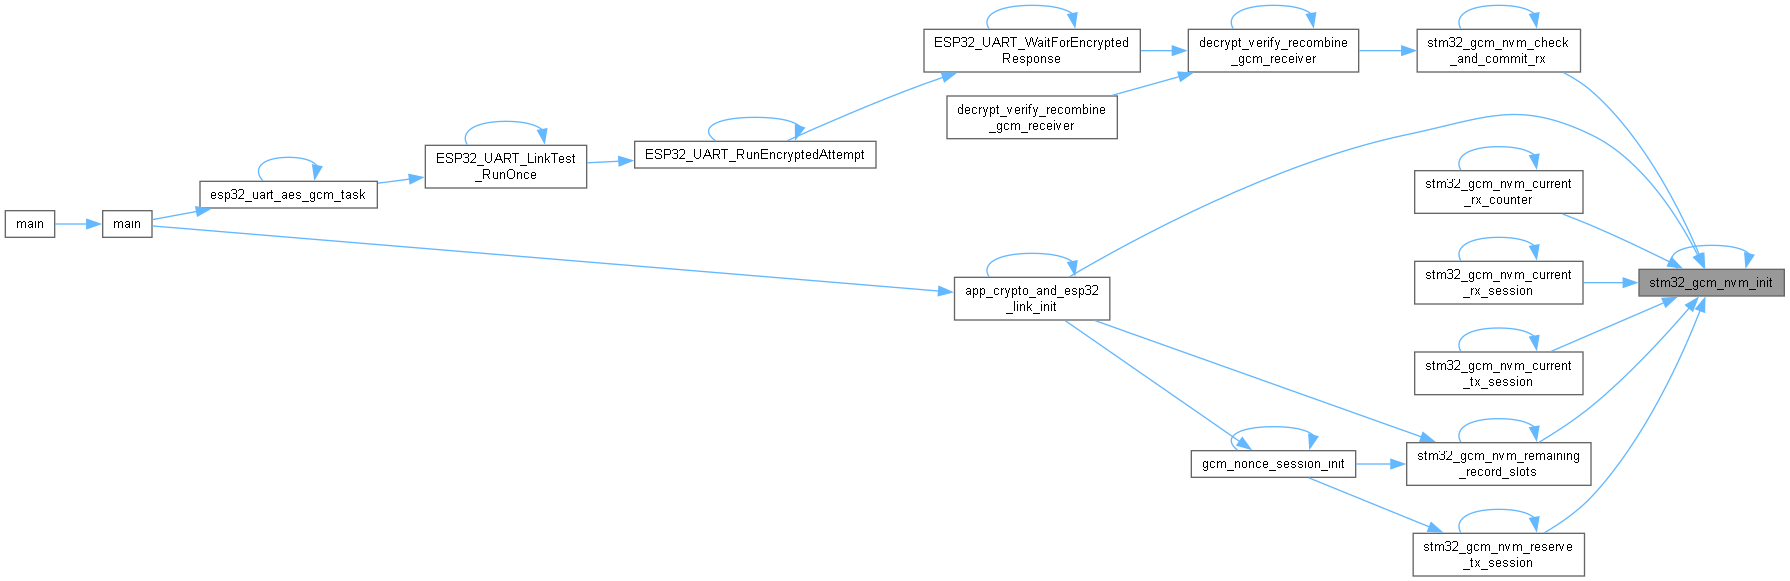 ESP32_UART_WaitForEncrypted
Response
decrypt_verify_recombine
_gcm_receiver
stm32_gcm_nvm_check
_and_commit_rx
decrypt_verify_recombine
_gcm_receiver
ESP32_UART_RunEncryptedAttempt
ESP32_UART_LinkTest
_RunOnce
esp32_uart_aes_gcm_task
main
main
stm32_gcm_nvm_current
_rx_counter
app_crypto_and_esp32
_link_init
stm32_gcm_nvm_current
_rx_session
stm32_gcm_nvm_init
stm32_gcm_nvm_current
_tx_session
gcm_nonce_session_init
stm32_gcm_nvm_remaining
_record_slots
stm32_gcm_nvm_reserve
_tx_session